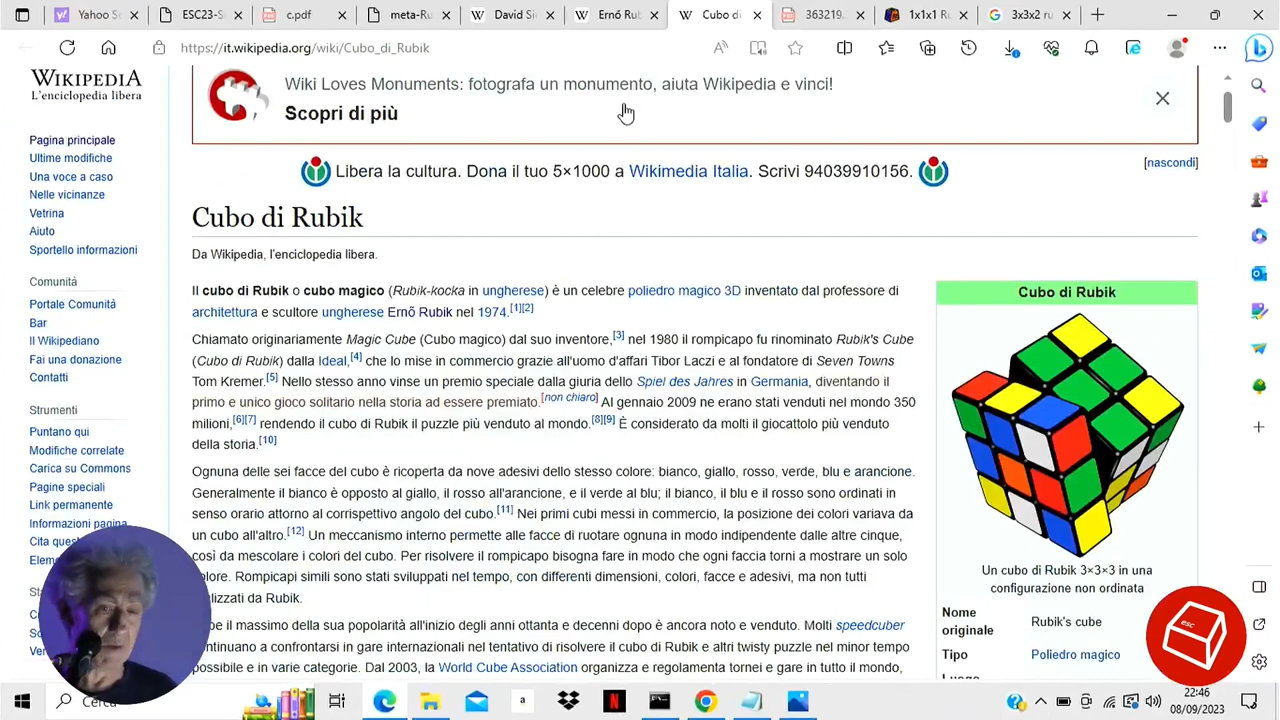 Yahoo S
ESC23-S
c.pdf
meta-Ru
David Si
Ernő Rub
Cubo di
363219.
1x1x1 Ru
3x3x2 ru
https://it.wikipedia.org/wiki/Cubo_di_Rubik
WIKIPEDIA
L'enciclopedia libera
Pagina principale
Ultime modifiche
Una voce a caso
Nelle vicinanze
Vetrina
Aiuto
Sportello informazioni
Comunità
Portale Comunità
Bar
Il Wikipediano
Fai una donazione
Contatti
Strumenti
Puntano qui
Modifiche correlate
Carica su Commons
Pagine speciali
Link permanente
Informazioni pagina
Cita ques
Elem
Wiki Loves Monuments: fotografa un monumento, aiuta Wikipedia e vinci!
Scopri di più
Libera la cultura. Dona il tuo 5×1000 a Wikimedia Italia. Scrivi 94039910156.
[nascondi]
Cubo di Rubik
Da Wikipedia, l'enciclopedia libera.
Il cubo di Rubik o cubo magico (Rubik-kocka in ungherese) è un celebre poliedro magico 3D inventato dal professore di
architettura e scultore ungherese Ernő Rubik nel 1974.[1][2]
Chiamato originariamente Magic Cube (Cubo magico) dal suo inventore,[3] nel 1980 il rompicapo fu rinominato Rubik's Cube
(Cubo di Rubik) dalla Ideal,[4] che lo mise in commercio grazie all'uomo d'affari Tibor Laczi e al fondatore di Seven Towns
Tom Kremer.[5] Nello stesso anno vinse un premio speciale dalla giuria dello Spiel des Jahres in Germania, diventando il
primo e unico gioco solitario nella storia ad essere premiato.[non chiaro] Al gennaio 2009 ne erano stati venduti nel mondo 350
milioni,[6][7] rendendo il cubo di Rubik il puzzle più venduto al mondo.[8][9] È considerato da molti il giocattolo più venduto
della storia.[10]
Ognuna delle sei facce del cubo è ricoperta da nove adesivi dello stesso colore: bianco, giallo, rosso, verde, blu e arancione.
Generalmente il bianco è opposto al giallo, il rosso all'arancione, e il verde al blu; il bianco, il blu e il rosso sono ordinati in
senso orario attorno al corrispettivo angolo del cubo.[11] Nei primi cubi messi in commercio, la posizione dei colori variava da
un cubo all'altro.[12] Un meccanismo interno permette alle facce di ruotare ognuna in modo indipendente dalle altre cinque,
così da mescolare i colori del cubo. Per risolvere il rompicapo bisogna fare in modo che ogni faccia torni a mostrare un solo
olore. Rompicapi simili sono stati sviluppati nel tempo, con differenti dimensioni, colori, facce e adesivi, ma non tutti
lizzati da Rubik.
be il massimo della sua popolarità all'inizio degli anni ottanta e decenni dopo è ancora noto e venduto. Molti speedcuber
ontinuano a confrontarsi in gare internazionali nel tentativo di risolvere il cubo di Rubik e altri twisty puzzle nel minor tempo
possibile e in varie categorie. Dal 2003, la World Cube Association organizza e regolamenta tornei e gare in tutto il mondo,
Cubo di Rubik
Un cubo di Rubik 3×3×3 in una
configurazione non ordinata
Nome
originale
Rubik's cube
Tipo
Poliedro magico
esc
Cerca
22:46
08/09/2023